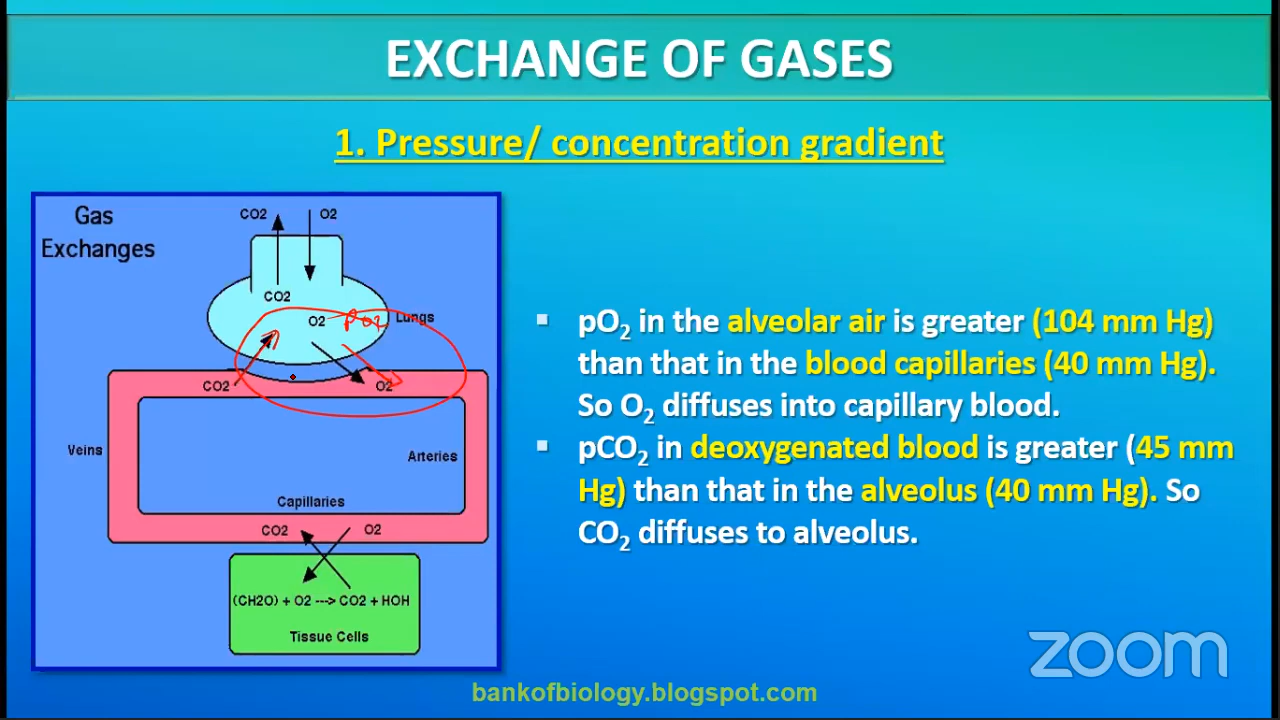 EXCHANGE OF GASES
1. Pressure/ concentration gradient
Gas
Exchanges
CO2
O2
CO2
O2
pO2
Lungs
CO2
O2
Veins
Arteries
Capillaries
CO2
O2
(CH2O) + O2 ---> CO2 + HOH
Tissue Cells
▪ pO₂ in the alveolar air is greater (104 mm Hg)
than that in the blood capillaries (40 mm Hg).
So O₂ diffuses into capillary blood.
▪ pCO₂ in deoxygenated blood is greater (45 mm
Hg) than that in the alveolus (40 mm Hg). So
CO₂ diffuses to alveolus.
zoom
bankofbiology.blogspot.com